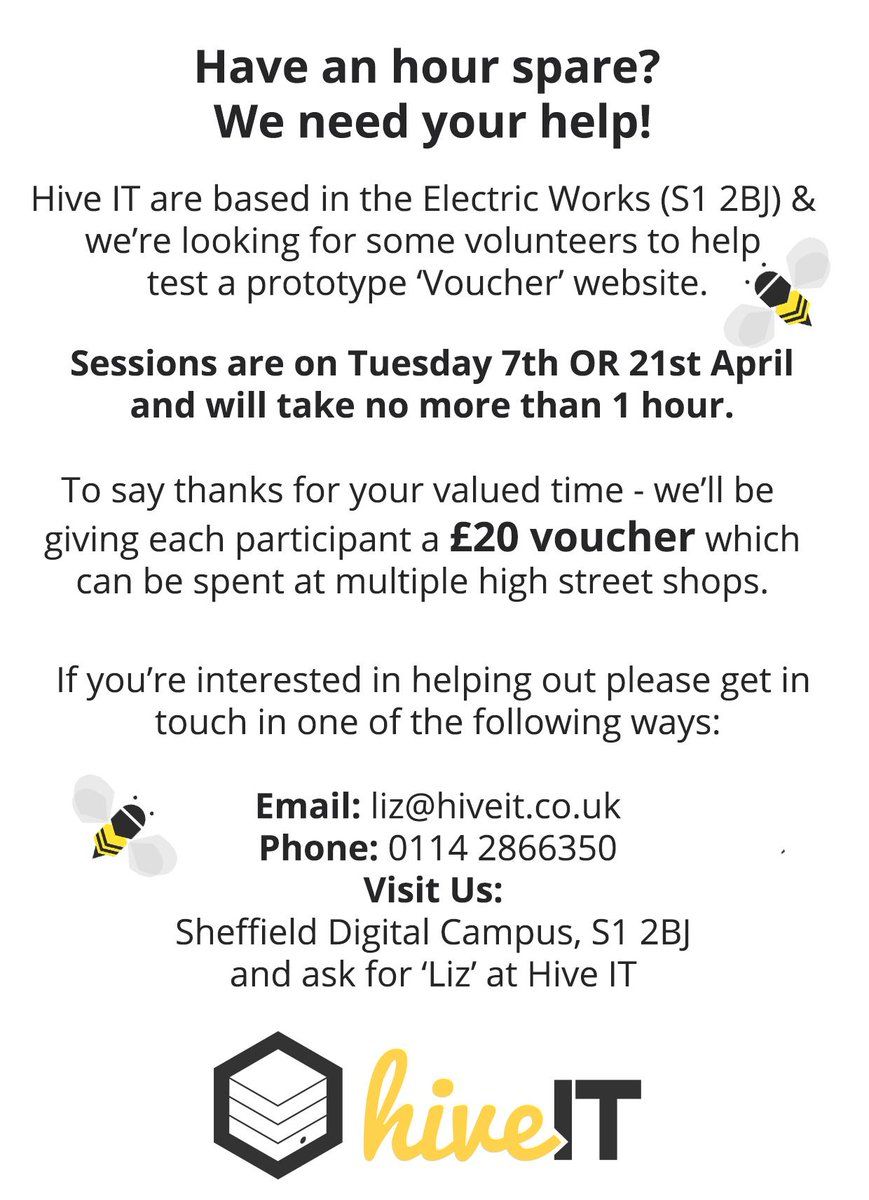 Have an hour spare?
We need your help!
Hive IT are based in the Electric Works (S1 2BJ) &
we’re looking for some volunteers to help
test a prototype ‘Voucher’ website.
Sessions are on Tuesday 7th OR 21st April
and will take no more than 1 hour.
To say thanks for your valued time - we’ll be
giving each participant a £20 voucher which
can be spent at multiple high street shops.
If you’re interested in helping out please get in
touch in one of the following ways:
Email: liz@hiveit.co.uk
Phone: 0114 2866350
Visit Us:
Sheffield Digital Campus, S1 2BJ
and ask for ‘Liz’ at Hive IT
hiveIT